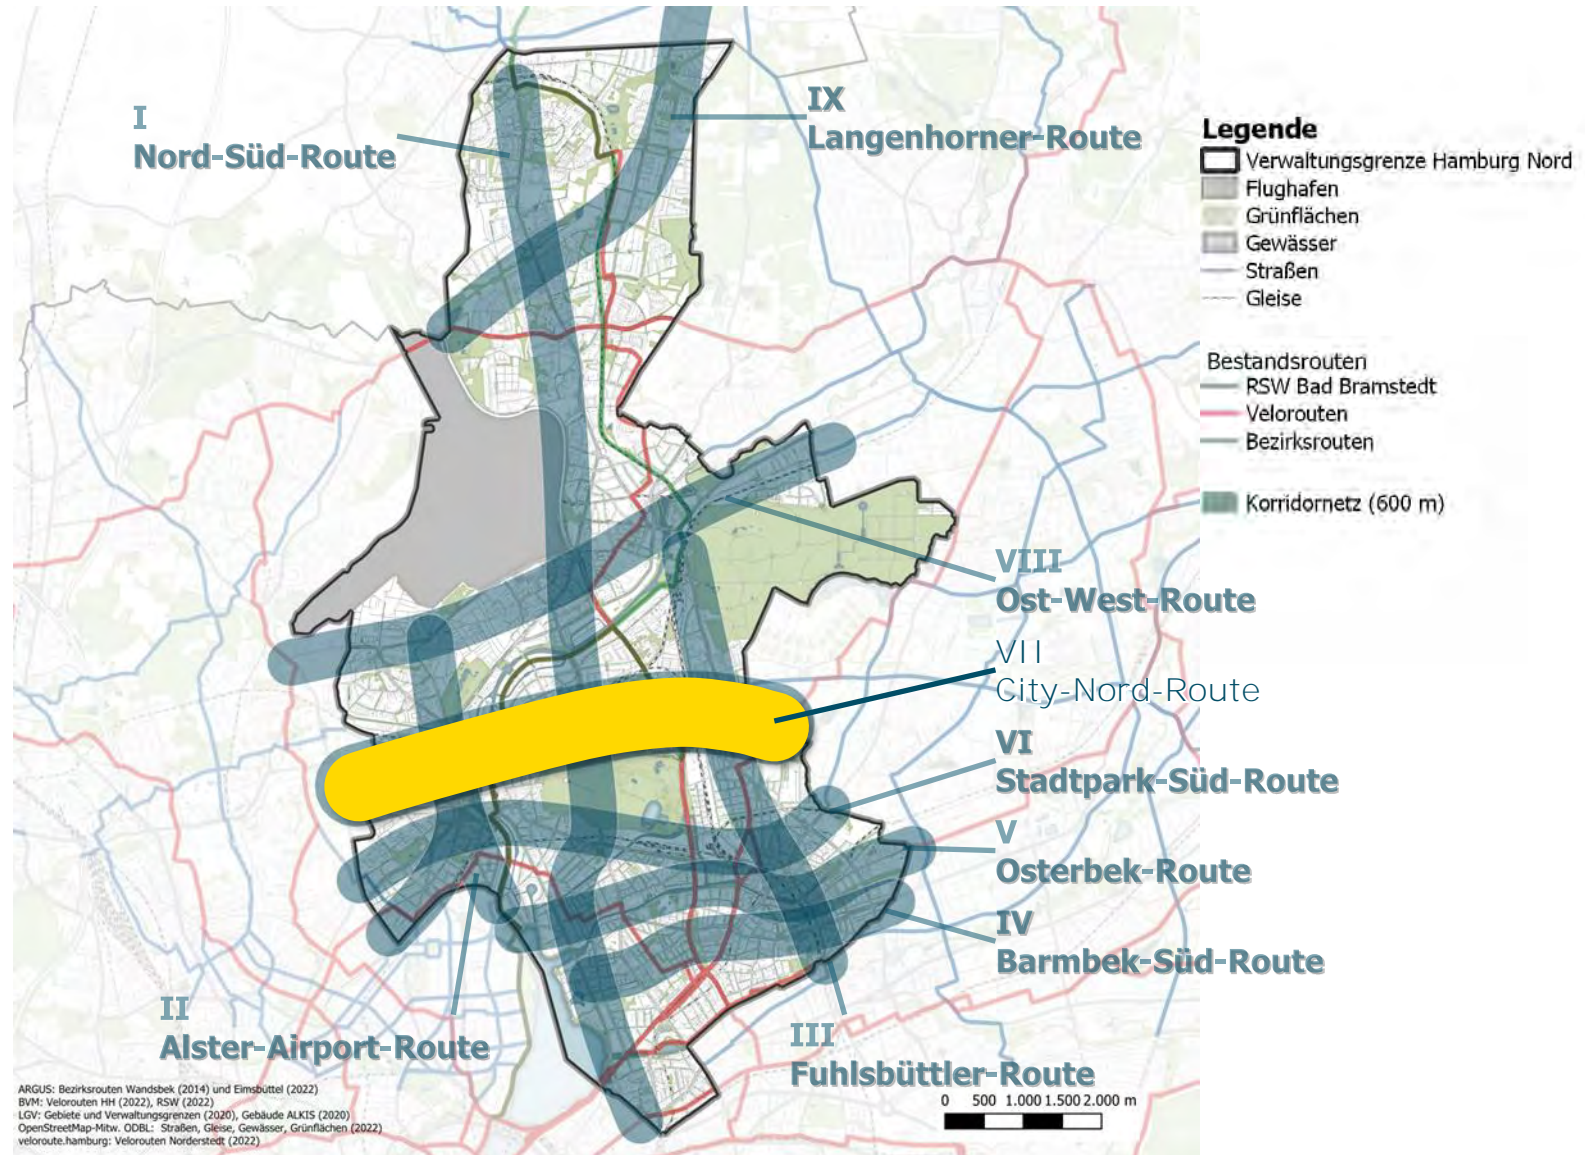 I
Nord-Süd-Route
IX
Langenhorner-Route
Legende
Verwaltungsgrenze Hamburg Nord
Flughafen
Grünflächen
Gewässer
Straßen
Gleise
Bestandsrouten
RSW Bad Bramstedt
Velorouten
Bezirksrouten
Korridornetz (600 m)
VIII
Ost-West-Route
VII
City-Nord-Route
VI
Stadtpark-Süd-Route
V
Osterbek-Route
IV
Barmbek-Süd-Route
II
Alster-Airport-Route
III
Fuhlsbüttler-Route
0 500 1.000 1.500 2.000 m
ARGUS: Bezirksrouten Wandsbek (2014) und Eimsbüttel (2022)
BVM: Velorouten HH (2022), RSW (2022)
LGV: Gebiete und Verwaltungsgrenzen (2020), Gebäude ALKIS (2020)
OpenStreetMap-Mitw. ODBL: Straßen, Gleise, Gewässer, Grünflächen (2022)
veloroute.hamburg: Velorouten Norderstedt (2022)